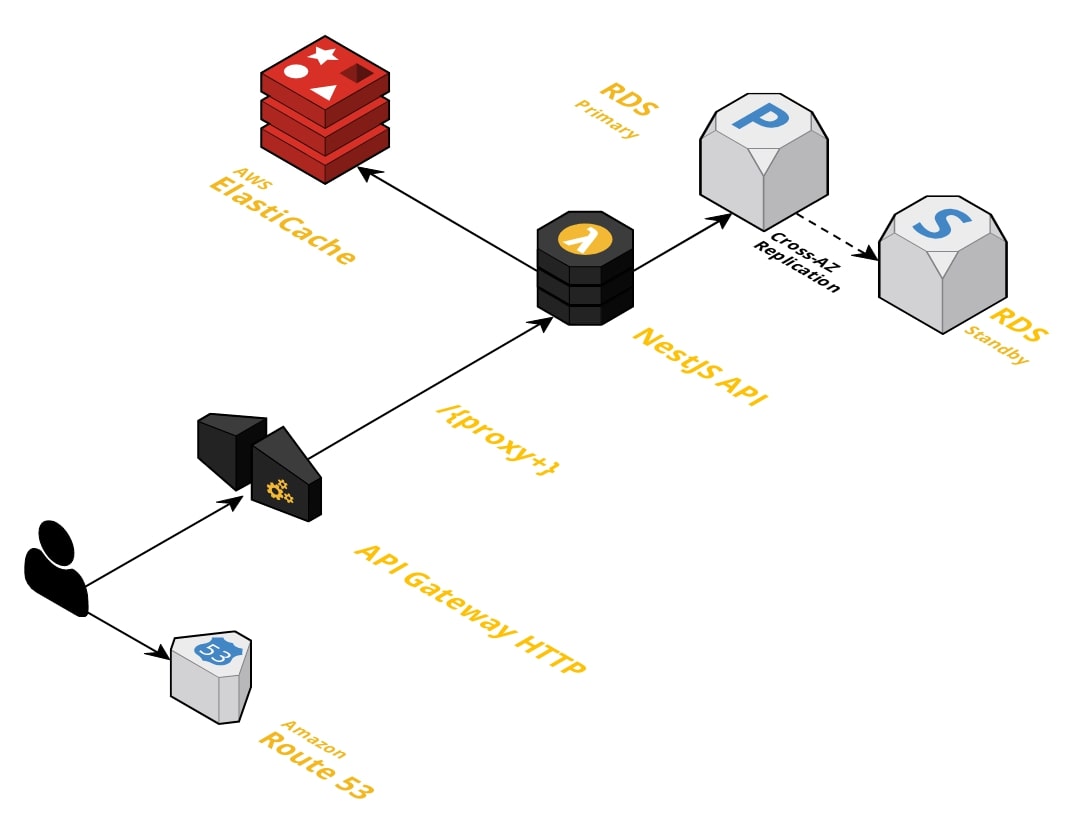 AWS
ElastiCache
RDS
Primary
P
S
Cross-AZ
Replication
RDS
Standby
λ
NestJS API
/{proxy+}
API Gateway HTTP
53
Amazon
Route 53